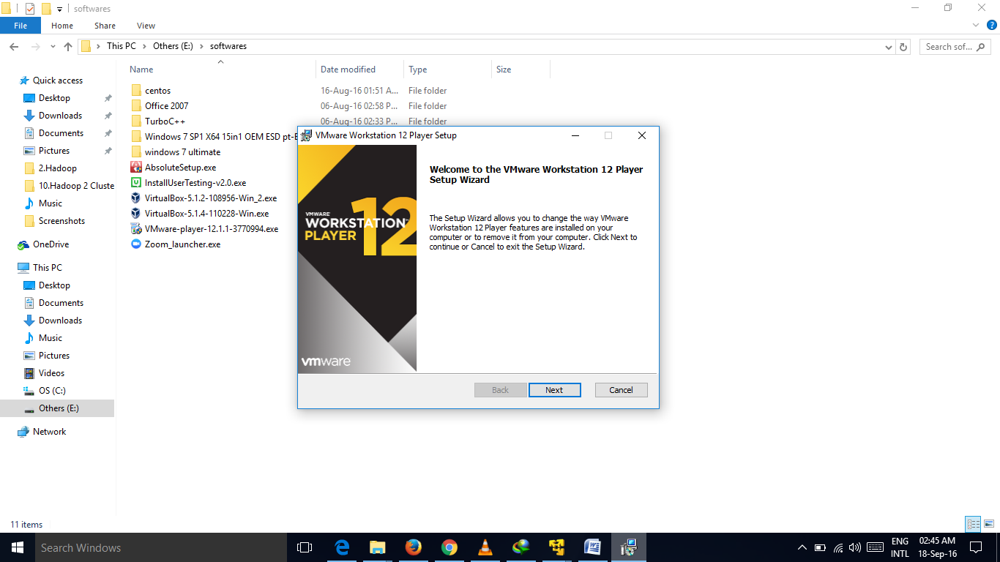 softwares
File Home Share View
This PC Others (E:) softwares
Search sof...
Name Date modified Type Size
Quick access
Desktop
Downloads
Documents
Pictures
2.Hadoop
10.Hadoop 2 Cluste
Music
Screenshots
OneDrive
This PC
Desktop
Documents
Downloads
Music
Pictures
Videos
OS (C:)
Others (E:)
Network
centos 16-Aug-16 01:51 A... File folder
Office 2007 06-Aug-16 02:58 P... File folder
TurboC++ 06-Aug-16 02:33 P... File folder
Windows 7 SP1 X64 15in1 OEM ESD
windows 7 ultimate
AbsoluteSetup.exe
InstallUserTesting-v2.0.exe
VirtualBox-5.1.2-108956-Win_2.exe
VirtualBox-5.1.4-110228-Win.exe
VMware-player-12.1.1-3770994.exe
Zoom_launcher.exe
VMware Workstation 12 Player Setup
VMWARE
WORKSTATION™
PLAYER 12
vmware
Welcome to the VMware Workstation 12 Player
Setup Wizard
The Setup Wizard allows you to change the way VMware
Workstation 12 Player features are installed on your
computer or to remove it from your computer. Click Next to
continue or Cancel to exit the Setup Wizard.
Back Next Cancel
11 items
Search Windows
ENG
INTL
02:45 AM
18-Sep-16